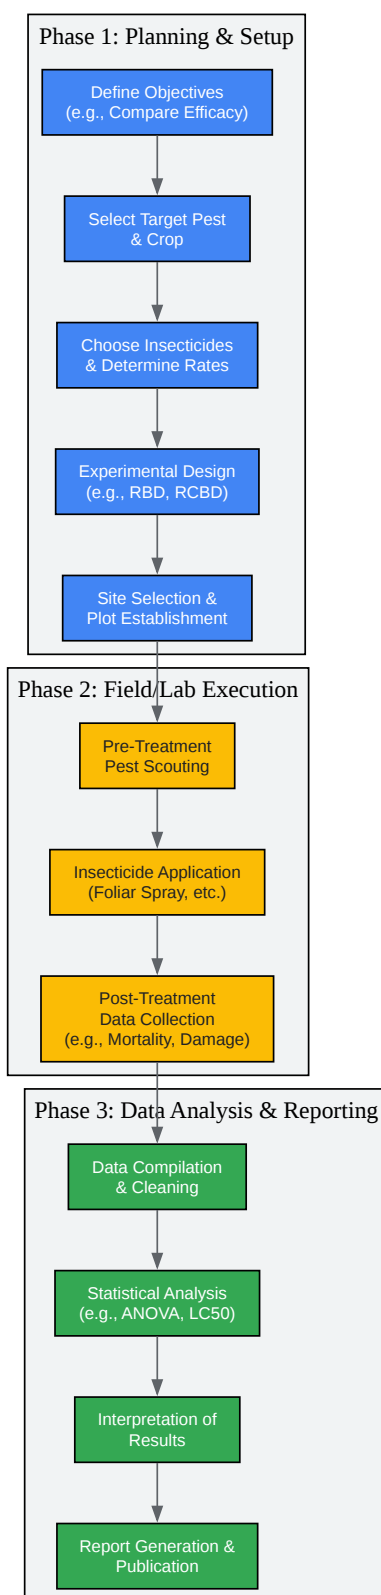 Phase 1: Planning & Setup
Define Objectives
(e.g., Compare Efficacy)
Select Target Pest
& Crop
Choose Insecticides
& Determine Rates
Experimental Design
(e.g., RBD, RCBD)
Site Selection &
Plot Establishment
Phase 2: Field/Lab Execution
Pre-Treatment
Pest Scouting
Insecticide Application
(Foliar Spray, etc.)
Post-Treatment
Data Collection
(e.g., Mortality, Damage)
Phase 3: Data Analysis & Reporting
Data Compilation
& Cleaning
Statistical Analysis
(e.g., ANOVA, LC50)
Interpretation of
Results
Report Generation &
Publication